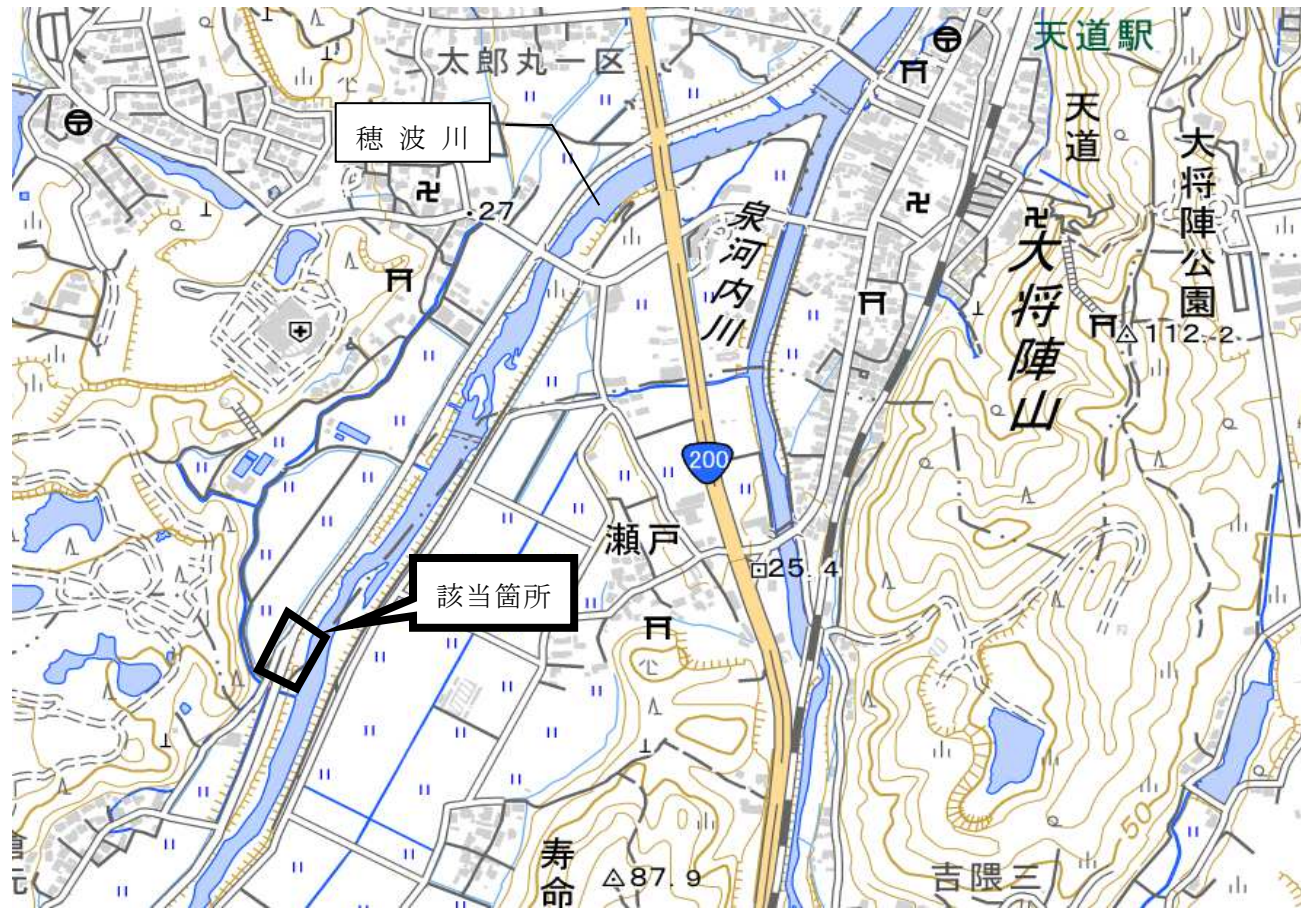 天道駅
太郎丸一区
穂波川
天道
大将陣公園
27
泉河内川
大将陣山
112.2
200
瀬戸
25.4
該当箇所
寿命
87.9
50
吉隈三
元